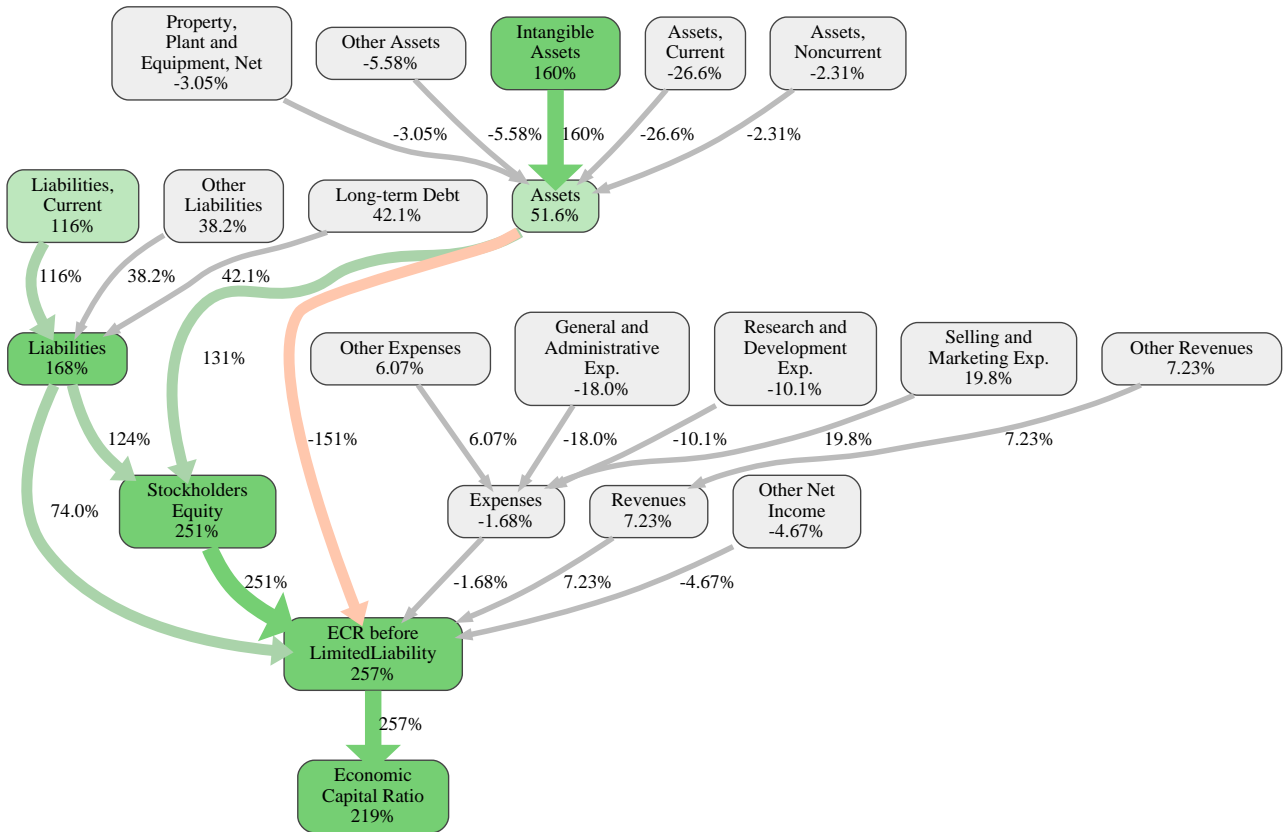 Property,
Plant and
Equipment, Net
-3.05%
Other Assets
-5.58%
Intangible
Assets
160%
Assets,
Current
-26.6%
Assets,
Noncurrent
-2.31%
-3.05%
-5.58%
160%
-26.6%
-2.31%
Liabilities,
Current
116%
Other
Liabilities
38.2%
Long-term Debt
42.1%
Assets
51.6%
116%
38.2%
42.1%
Liabilities
168%
131%
Other Expenses
6.07%
General and
Administrative
Exp.
-18.0%
Research and
Development
Exp.
-10.1%
Selling and
Marketing Exp.
19.8%
Other Revenues
7.23%
124%
-151%
6.07%
-18.0%
-10.1%
19.8%
7.23%
74.0%
Stockholders
Equity
251%
Expenses
-1.68%
Revenues
7.23%
Other Net
Income
-4.67%
251%
-1.68%
7.23%
-4.67%
ECR before
LimitedLiability
257%
257%
Economic
Capital Ratio
219%